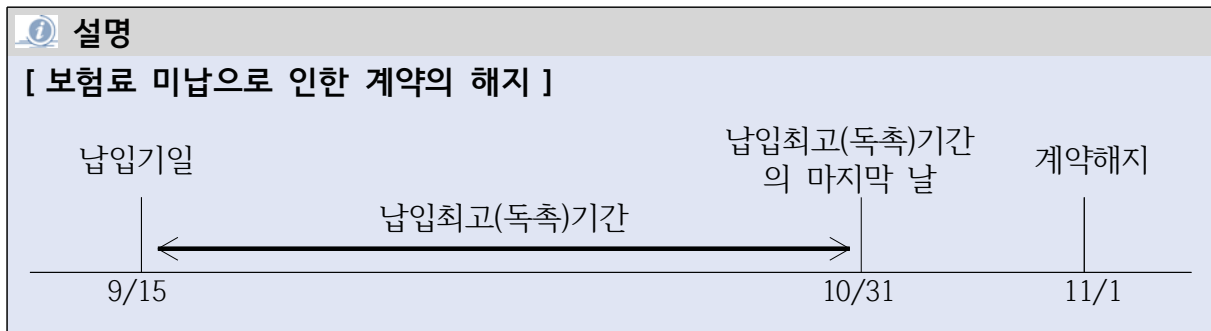 설명
[ 보험료 미납으로 인한 계약의 해지 ]
납입기일
납입최고(독촉)기간
의 마지막 날
계약해지
납입최고(독촉)기간
9/15
10/31
11/1